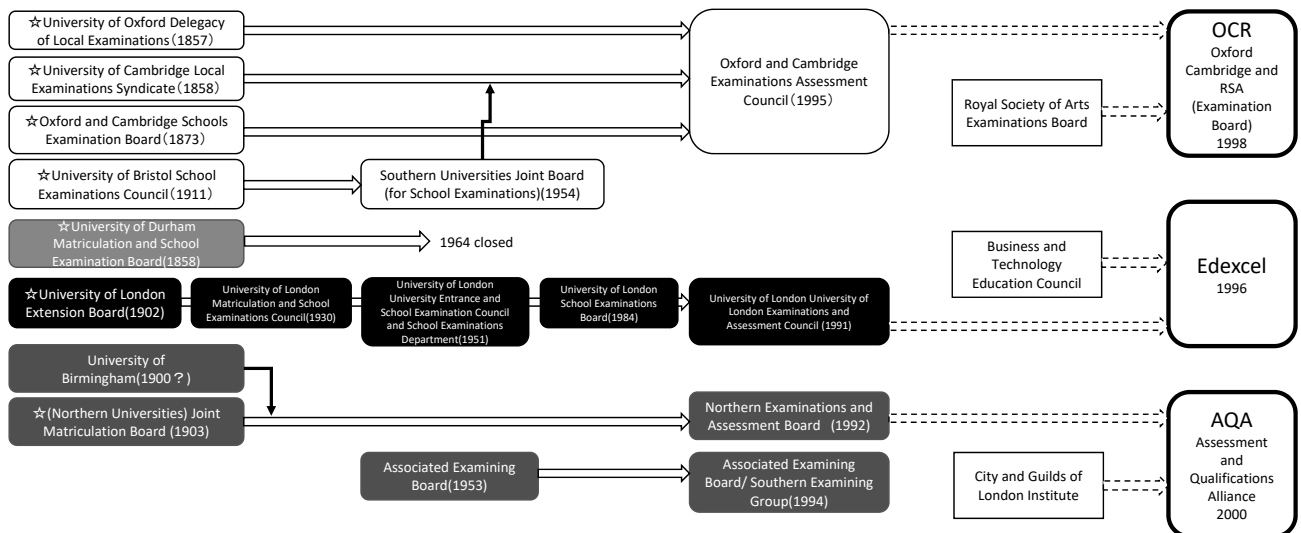 ☆University of Oxford Delegacy
of Local Examinations(1857)
☆University of Cambridge Local
Examinations Syndicate(1858)
☆Oxford and Cambridge Schools
Examination Board(1873)
☆University of Bristol School
Examinations Council(1911)
Southern Universities Joint Board
(for School Examinations)(1954)
Oxford and Cambridge
Examinations Assessment
Council(1995)
Royal Society of Arts
Examinations Board
OCR
Oxford
Cambridge and
RSA
(Examination
Board)
1998
☆University of Durham
Matriculation and School
Examination Board(1858)
1964 closed
☆University of London
Extension Board(1902)
University of London
Matriculation and School
Examinations Council(1930)
University of London
University Entrance and
School Examination Council
and School Examinations
Department(1951)
University of London
School Examinations
Board(1984)
University of London University of
London Examinations and
Assessment Council (1991)
Business and
Technology
Education Council
Edexcel
1996
University of
Birmingham(1900？)
☆(Northern Universities) Joint
Matriculation Board (1903)
Northern Examinations and
Assessment Board (1992)
Associated Examining
Board(1953)
Associated Examining
Board/ Southern Examining
Group(1994)
City and Guilds of
London Institute
AQA
Assessment
and
Qualifications
Alliance
2000